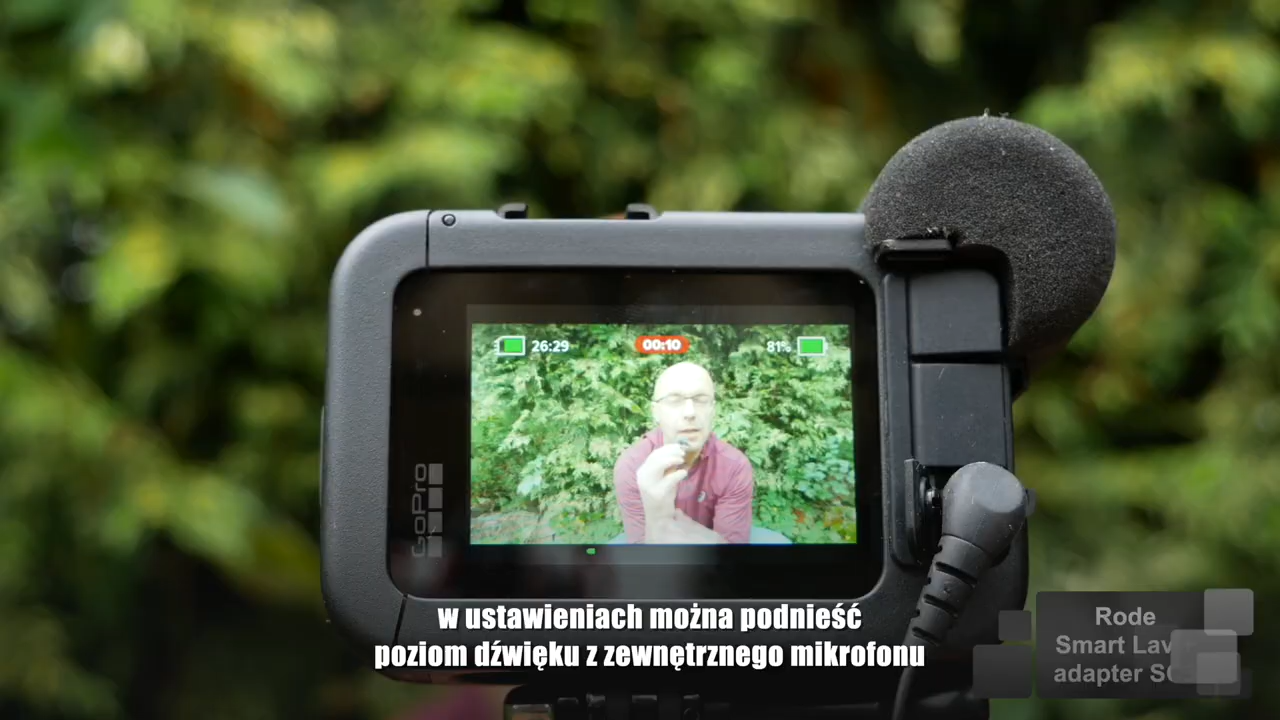 26:29
00:10
81%
GoPro
w ustawieniach można podnieść
poziom dźwięku z zewnętrznego mikrofonu
Rode
Smart
adapter